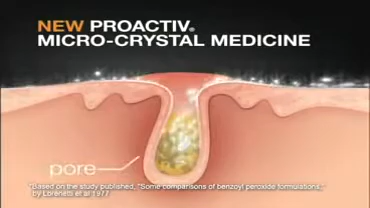 NEW PROACTIV®
MICRO-CRYSTAL MEDICINE
pore
*Based on the study published, "Some comparisons of benzoyl peroxide formulations,"
by Lorenetti et al 1977